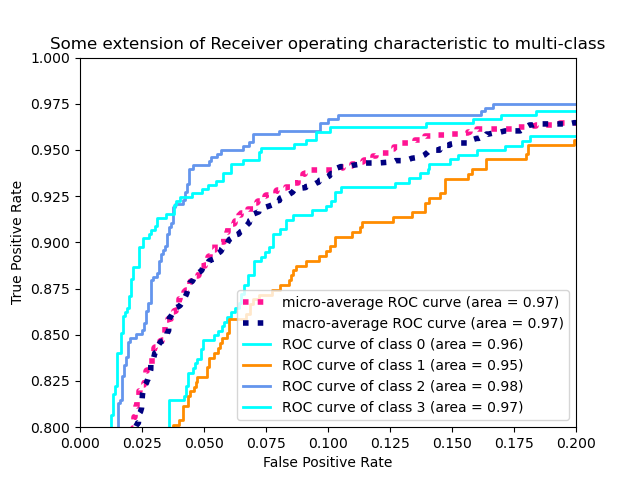 Some extension of Receiver operating characteristic to multi-class
1.000
0.975
0.950
0.925
0.900
0.875
0.850
0.825
0.800
True Positive Rate
micro-average ROC curve (area = 0.97)
macro-average ROC curve (area = 0.97)
ROC curve of class 0 (area = 0.96)
ROC curve of class 1 (area = 0.95)
ROC curve of class 2 (area = 0.98)
ROC curve of class 3 (area = 0.97)
0.000 0.025 0.050 0.075 0.100 0.125 0.150 0.175 0.200
False Positive Rate